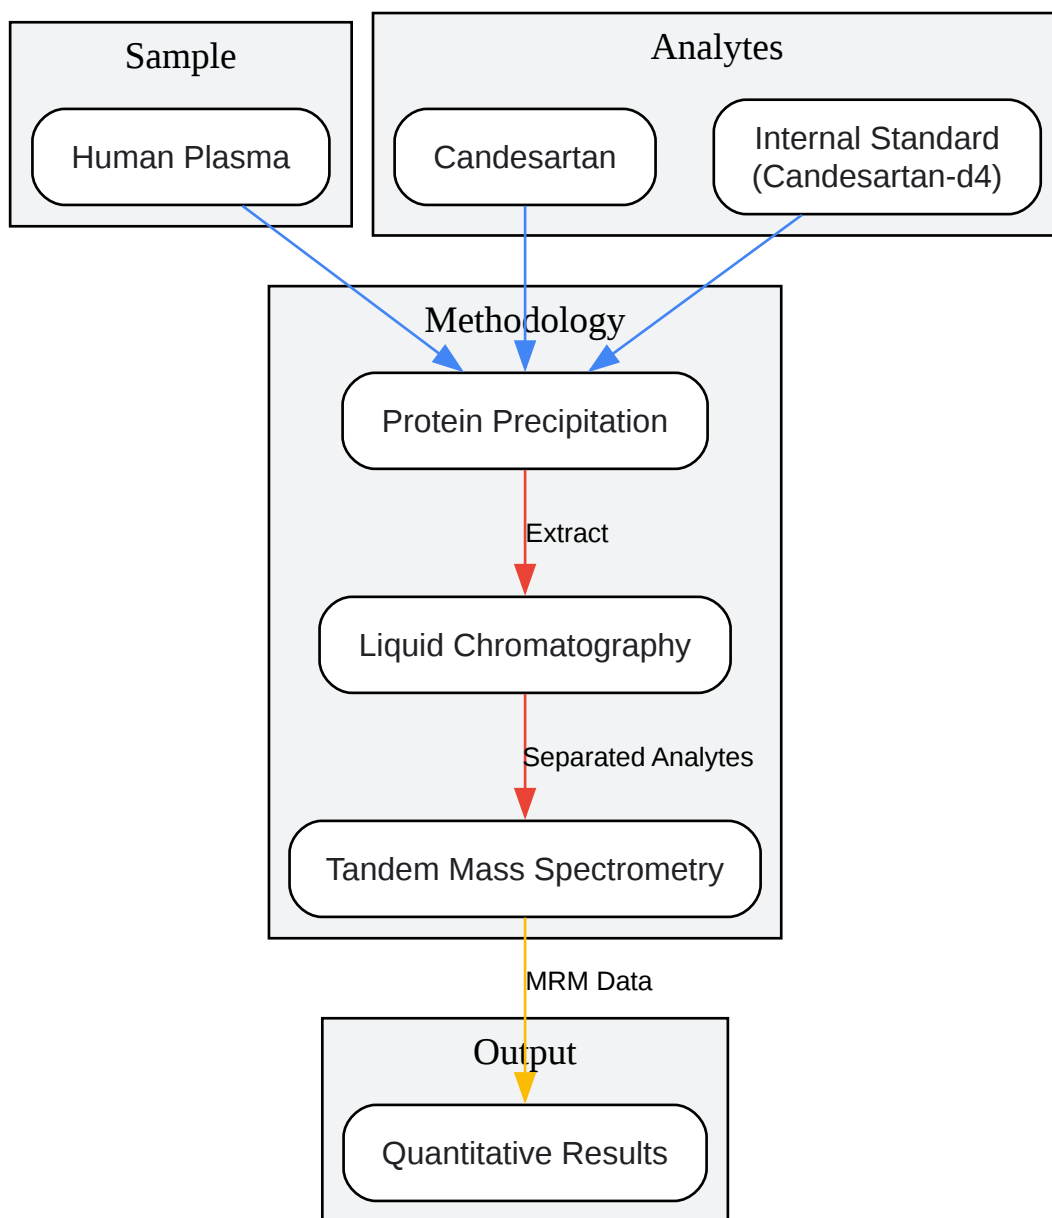 Sample
Human Plasma
Analytes
Candesartan
Internal Standard
(Candesartan-d4)
Methodology
Protein Precipitation
Extract
Liquid Chromatography
Separated Analytes
Tandem Mass Spectrometry
MRM Data
Output
Quantitative Results